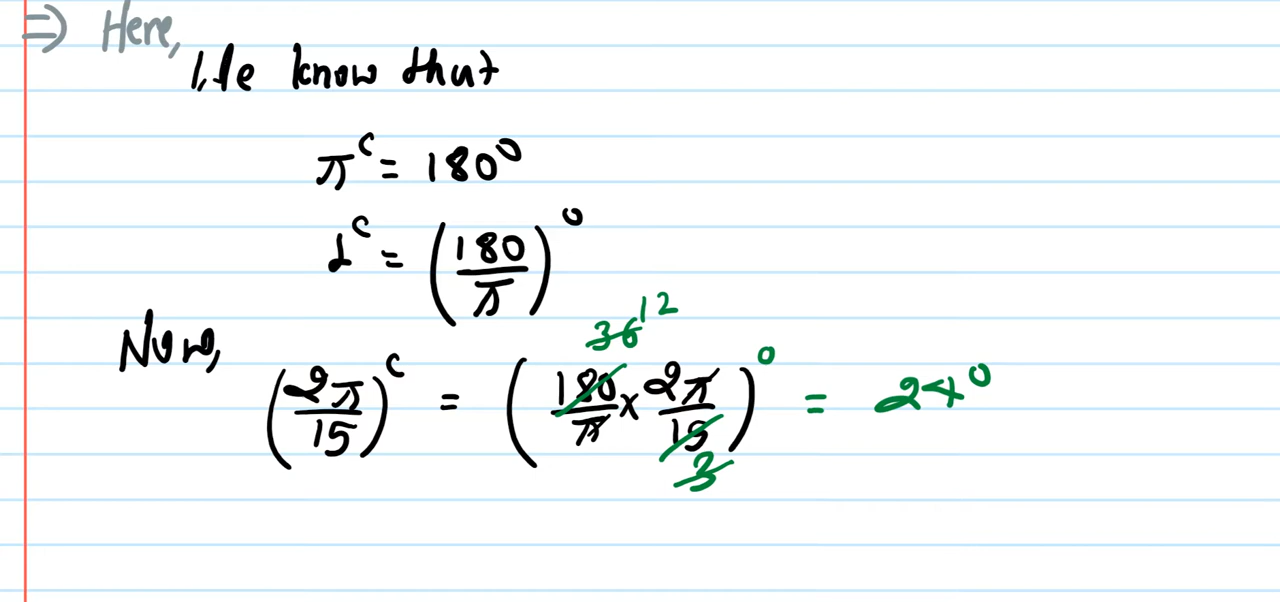 ⇒ Here,
We know that
π^c = 180°
1^c = (180/π)°
Now,
(2π/15)^c = (180/π × 2π/15)° = 24°
36 12
3